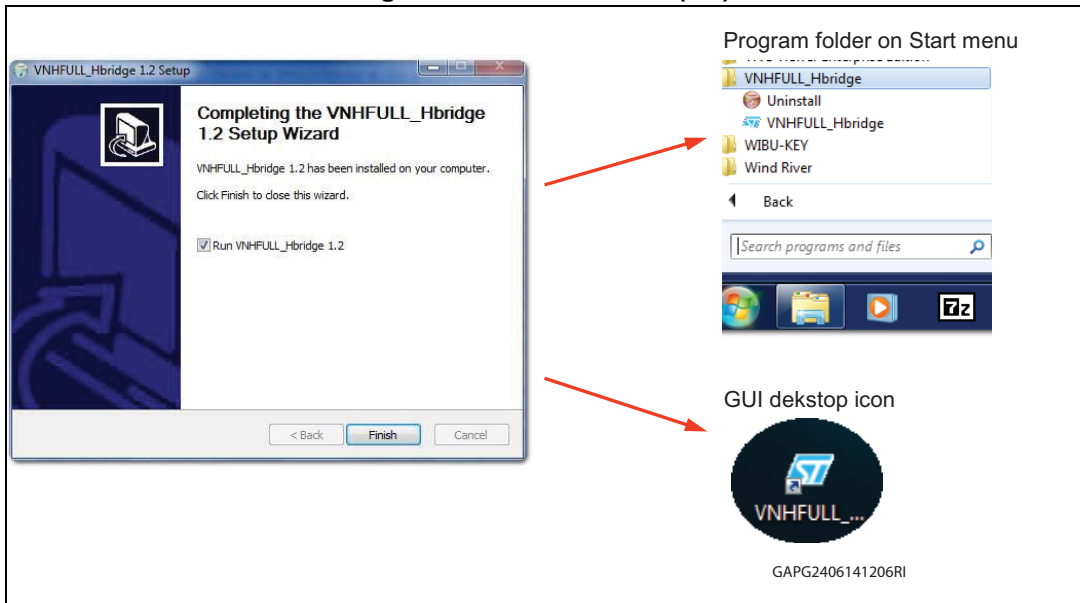 VNHFULL_Hbridge 1.2 Setup
Completing the VNHFULL_Hbridge
1.2 Setup Wizard
VNHFULL_Hbridge 1.2 has been installed on your computer.
Click Finish to close this wizard.
Run VNHFULL_Hbridge 1.2
< Back Finish Cancel
Program folder on Start menu
VNHFULL_Hbridge
Uninstall
VNHFULL_Hbridge
WIBU-KEY
Wind River
Back
Search programs and files
7z
GUI dekstop icon
ST
VNHFULL_...
GAPG2406141206RI